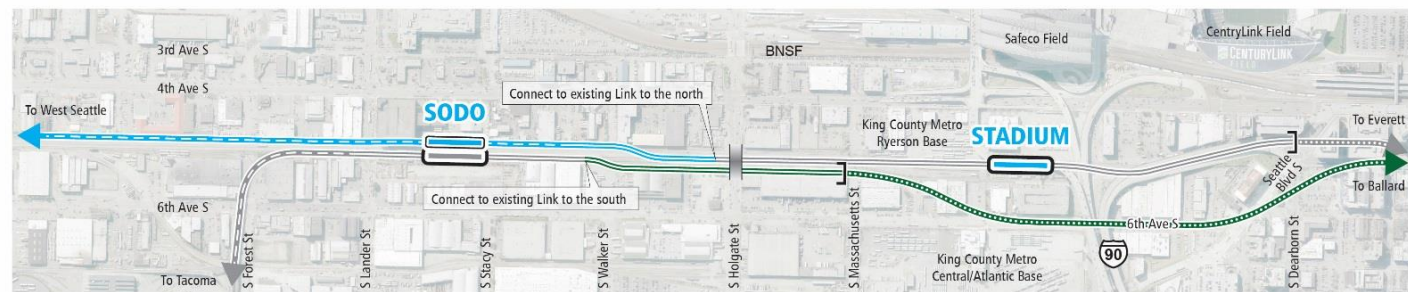 3rd Ave S
4th Ave S
BNSF
Safeco Field
CentryLink Field
CENTURYLINK
To West Seattle
SODO
Connect to existing Link to the north
King County Metro
Ryerson Base
STADIUM
To Everett
Connect to existing Link to the south
Seattle
Blvd S
To Ballard
6th Ave S
6th Ave S
To Tacoma
S Forest St
S Lander St
S Stacy St
S Walker St
S Holgate St
S Massachusetts St
King County Metro
Central/Atlantic Base
90
S Dearborn St